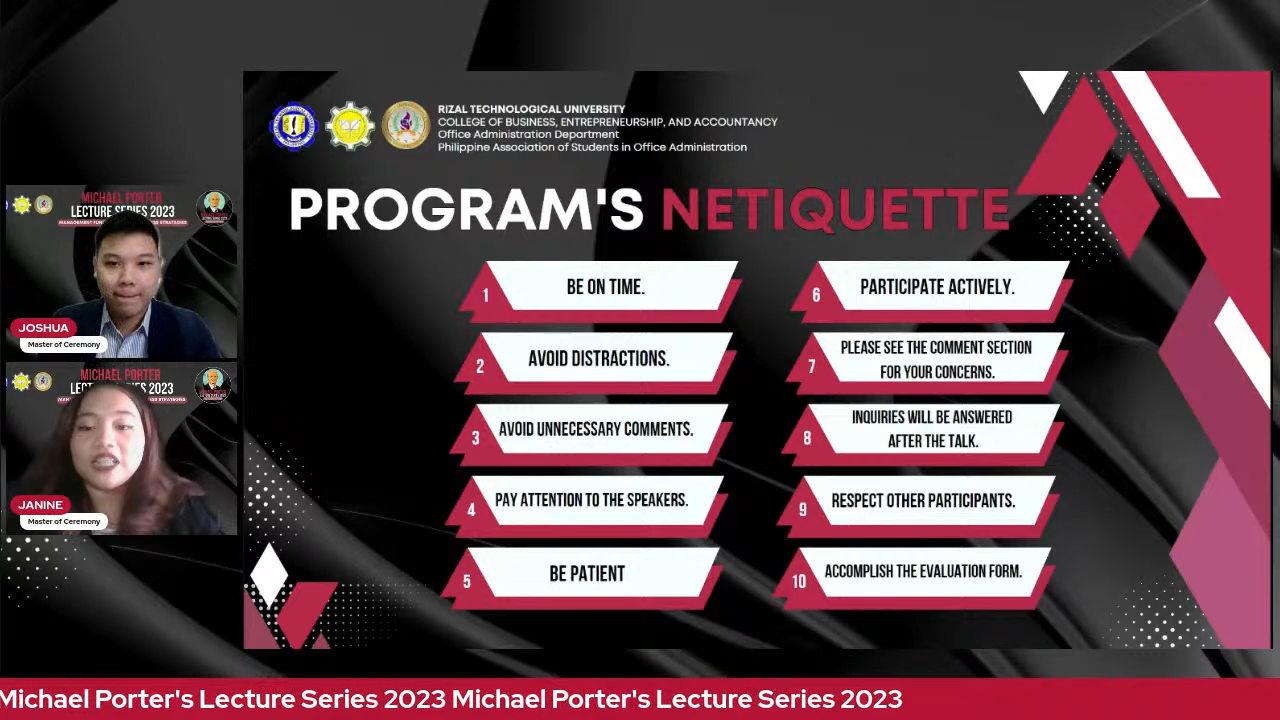 RIZAL TECHNOLOGICAL UNIVERSITY
COLLEGE OF BUSINESS, ENTREPRENEURSHIP, AND ACCOUNTANCY
Office Administration Department
Philippine Association of Students in Office Administration
PROGRAM'S NETIQUETTE
1 BE ON TIME.
2 AVOID DISTRACTIONS.
3 AVOID UNNECESSARY COMMENTS.
4 PAY ATTENTION TO THE SPEAKERS.
5 BE PATIENT
6 PARTICIPATE ACTIVELY.
7 PLEASE SEE THE COMMENT SECTION
FOR YOUR CONCERNS.
8 INQUIRIES WILL BE ANSWERED
AFTER THE TALK.
9 RESPECT OTHER PARTICIPANTS.
10 ACCOMPLISH THE EVALUATION FORM.
MICHAEL PORTER
LECTURE SERIES 2023
JOSHUA
Master of Ceremony
MICHAEL PORTER
LECTURE SERIES 2023
JANINE
Master of Ceremony
Michael Porter's Lecture Series 2023 Michael Porter's Lecture Series 2023